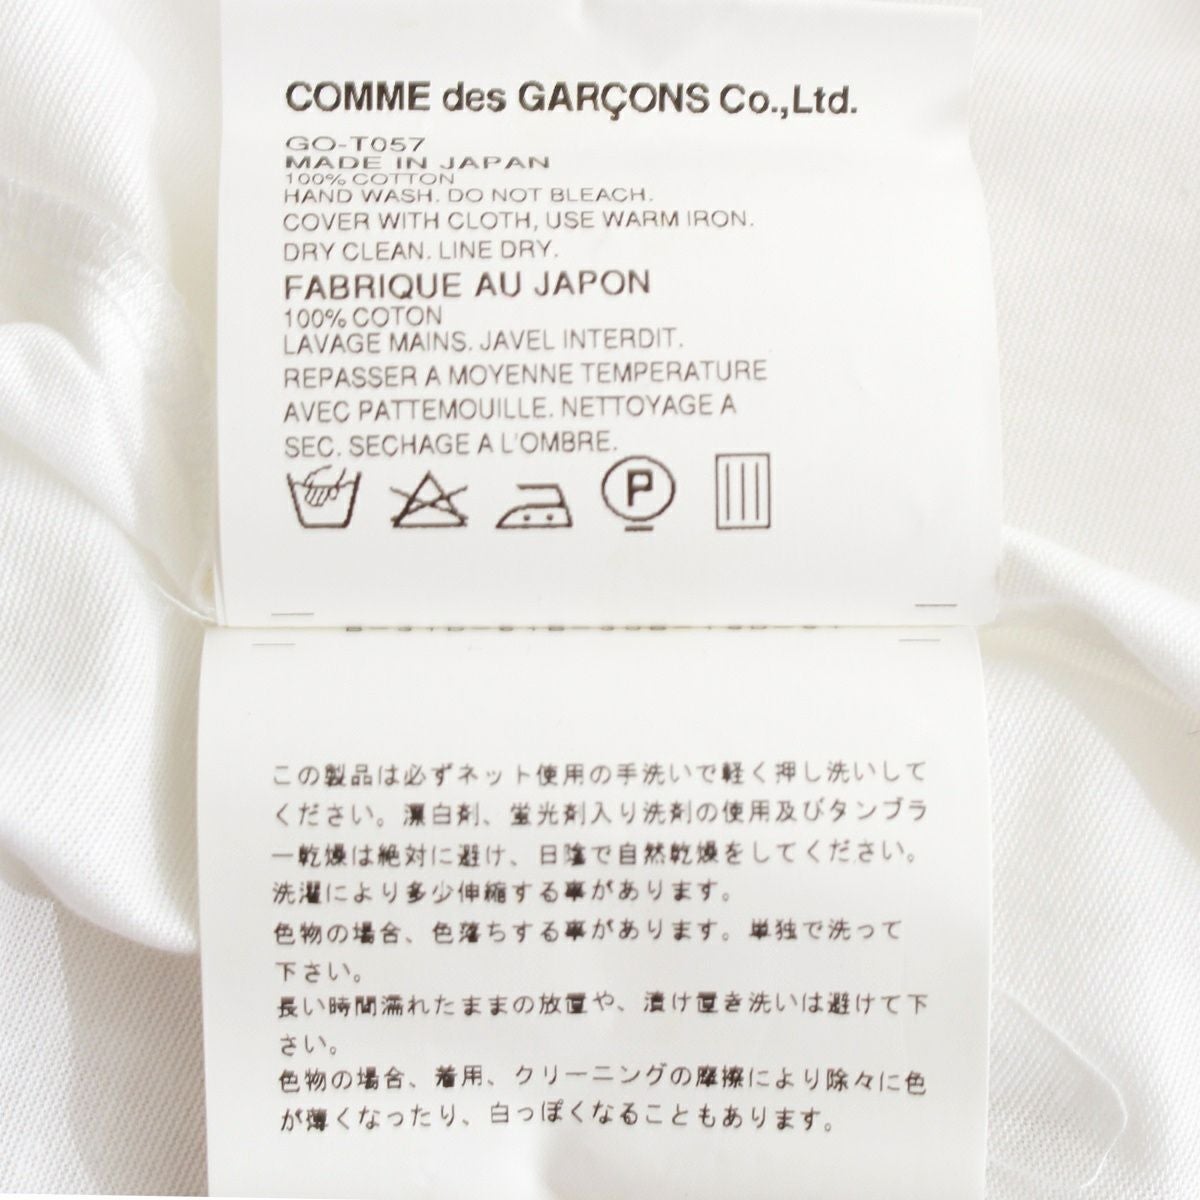 COMME des GARÇONS Co.,Ltd.
GO-T057
MADE IN JAPAN
100% COTTON
HAND WASH. DO NOT BLEACH.
COVER WITH CLOTH, USE WARM IRON.
DRY CLEAN. LINE DRY.
FABRIQUE AU JAPON
100% COTON
LAVAGE MAINS. JAVEL INTERDIT.
REPASSER A MOYENNE TEMPERATURE
AVEC PATTEMOUILLE. NETTOYAGE A
SEC. SECHAGE A L'OMBRE.
P
この製品は必ずネット使用の手洗いで軽く押し洗いして
ください。漂白剤、蛍光剤入り洗剤の使用及びタンブラ
ー乾燥は絶対に避け、日陰で自然乾燥をしてください。
洗濯により多少伸縮する事があります。
色物の場合、色落ちする事があります。単独で洗って
下さい。
長い時間濡れたままの放置や、漬け置き洗いは避けて下
さい。
色物の場合、着用、クリーニングの摩擦により除々に色
が薄くなったり、白っぽくなることもあります。